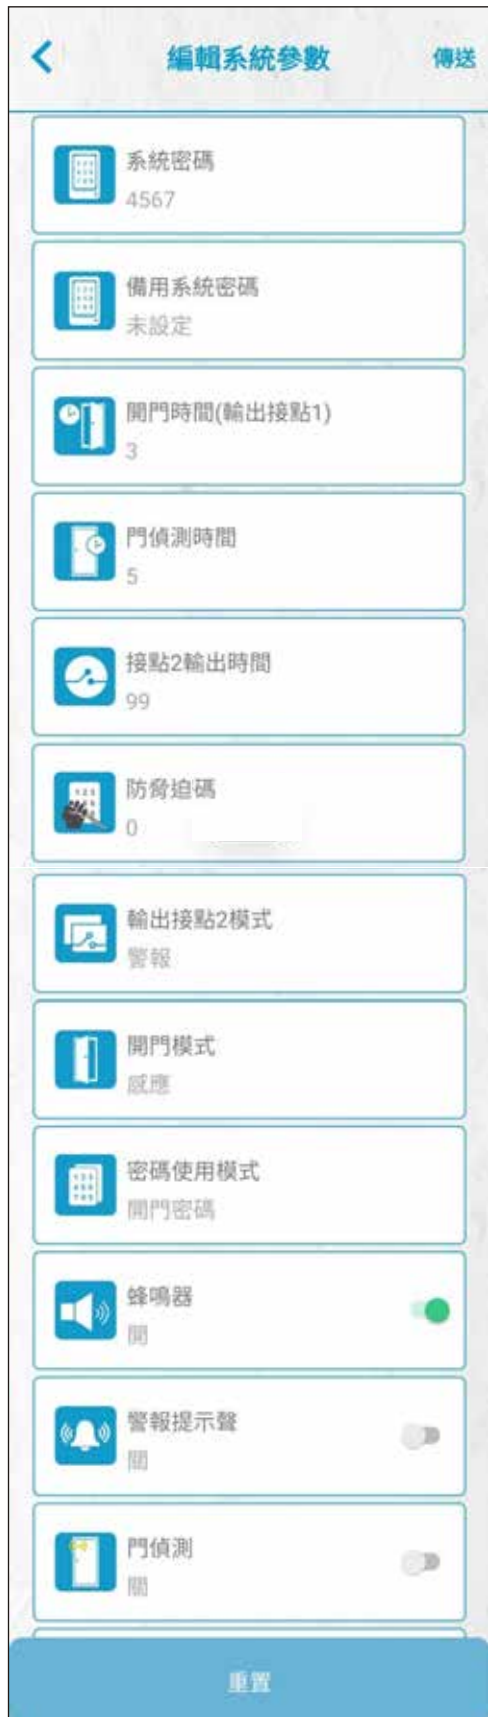 編輯系統參數
傳送
系統密碼
4567
備用系統密碼
未設定
開門時間(輸出接點1)
3
門偵測時間
5
接點2輸出時間
99
防脅迫碼
0
輸出接點2模式
警報
開門模式
感應
密碼使用模式
開門密碼
蜂鳴器
開
警報提示聲
關
門偵測
關
重置